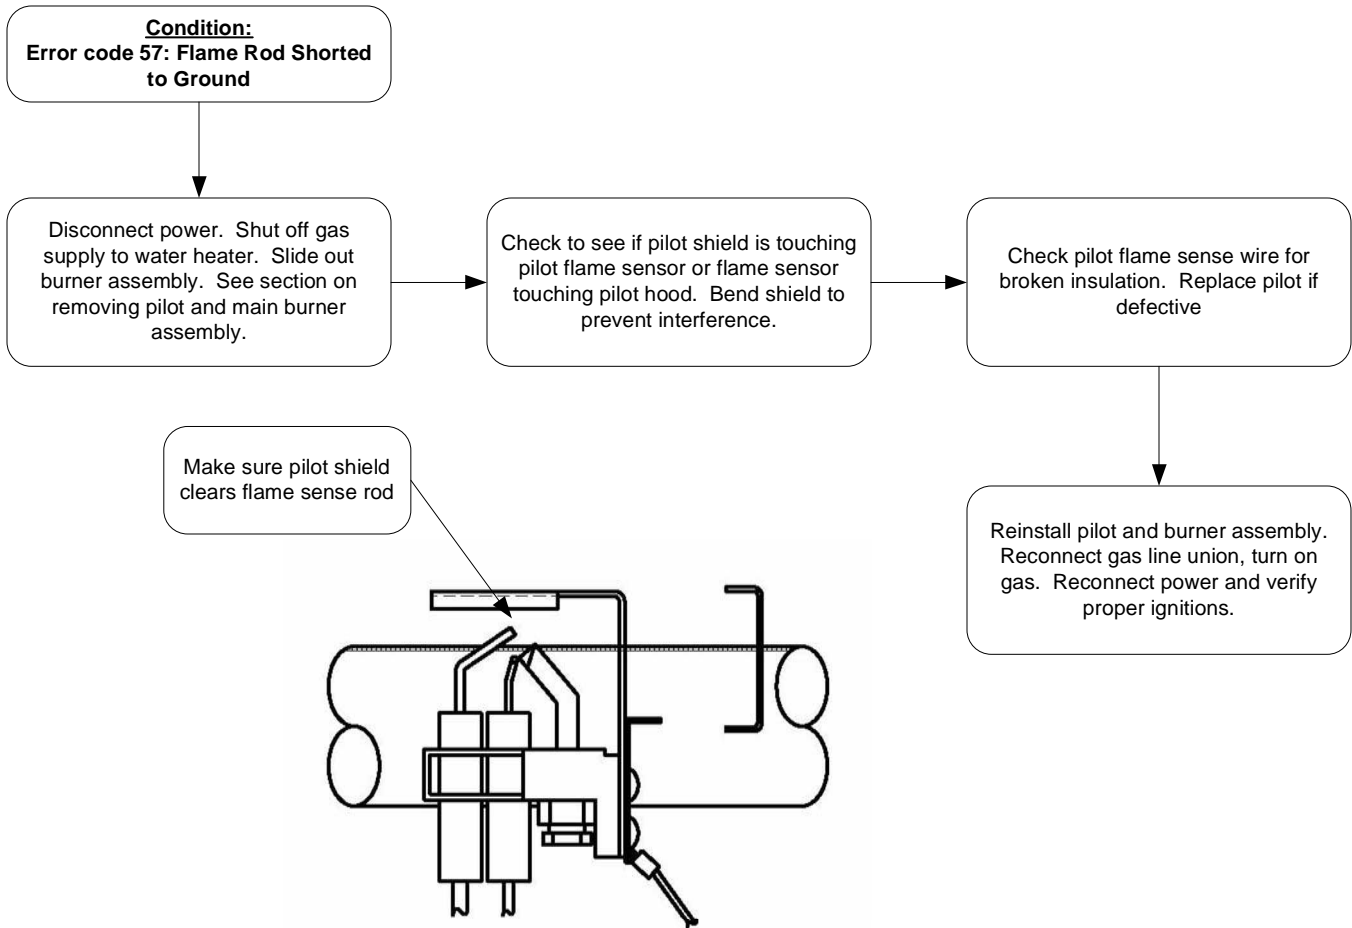 Condition:
Error code 57: Flame Rod Shorted
to Ground
Disconnect power. Shut off gas
supply to water heater. Slide out
burner assembly. See section on
removing pilot and main burner
assembly.
Check to see if pilot shield is touching
pilot flame sensor or flame sensor
touching pilot hood. Bend shield to
prevent interference.
Check pilot flame sense wire for
broken insulation. Replace pilot if
defective
Reinstall pilot and burner assembly.
Reconnect gas line union, turn on
gas. Reconnect power and verify
proper ignitions.
Make sure pilot shield
clears flame sense rod